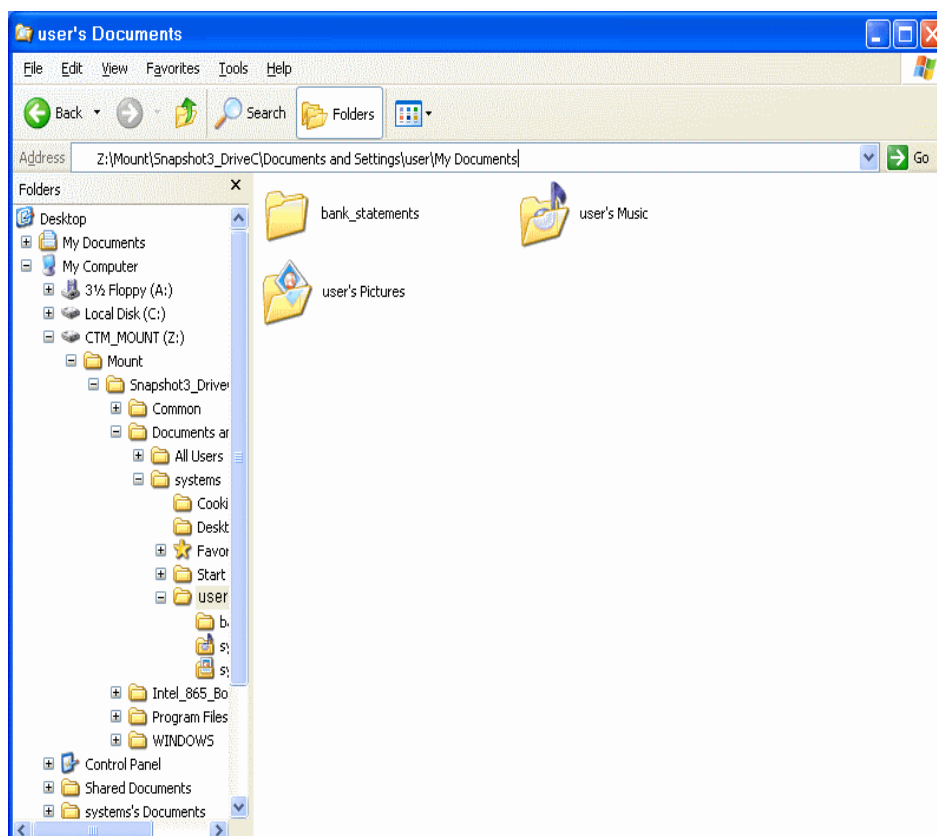 user's Documents
File Edit View Favorites Tools Help
Back Search Folders
Address Z:\Mount\Snapshot3_DriveC\Documents and Settings\user\My Documents Go
Folders X
Desktop
My Documents
My Computer
3½ Floppy (A:)
Local Disk (C:)
CTM_MOUNT (Z:)
Mount
Snapshot3_Drive
Common
Documents ar
All Users
systems
Cooki
Deskt
Favor
Start
user
b
sy
sy
Intel_865_Bo
Program Files
WINDOWS
Control Panel
Shared Documents
systems's Documents
bank_statements
user's Music
user's Pictures